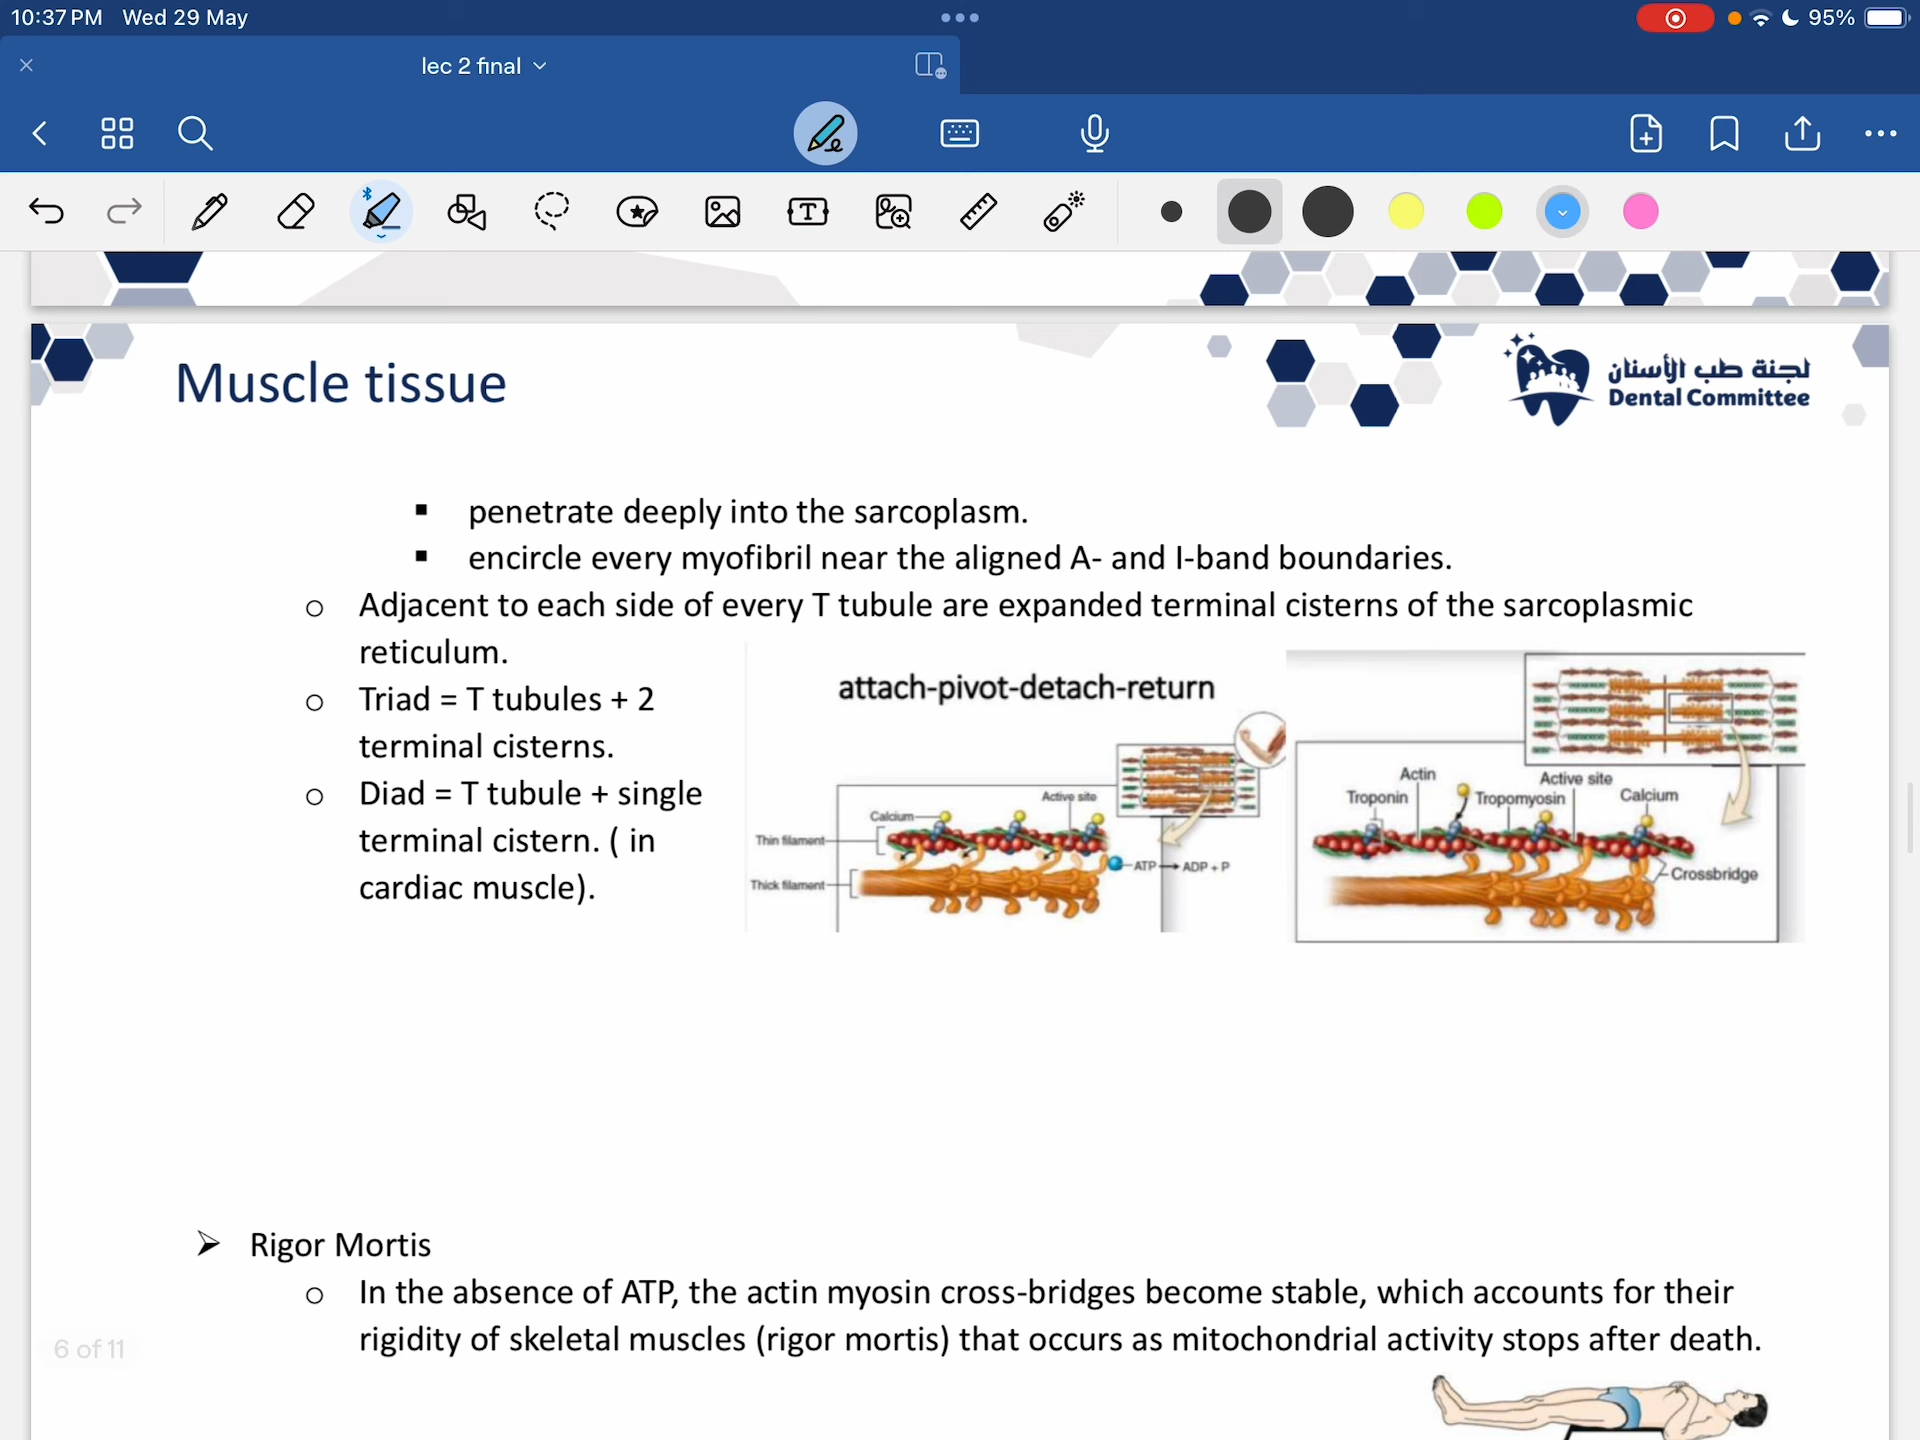 10:37 PM Wed 29 May
95%
lec 2 final
Muscle tissue
لجنة طب الأسنان
Dental Committee
▪ penetrate deeply into the sarcoplasm.
▪ encircle every myofibril near the aligned A- and I-band boundaries.
o Adjacent to each side of every T tubule are expanded terminal cisterns of the sarcoplasmic
reticulum.
o Triad = T tubules + 2
terminal cisterns.
o Diad = T tubule + single
terminal cistern. ( in
cardiac muscle).
attach-pivot-detach-return
Active site
Calcium
Thin filament
ATP → ADP + P
Thick filament
Actin
Active site
Troponin
Tropomyosin
Calcium
Crossbridge
➢ Rigor Mortis
o In the absence of ATP, the actin myosin cross-bridges become stable, which accounts for their
rigidity of skeletal muscles (rigor mortis) that occurs as mitochondrial activity stops after death.
6 of 11